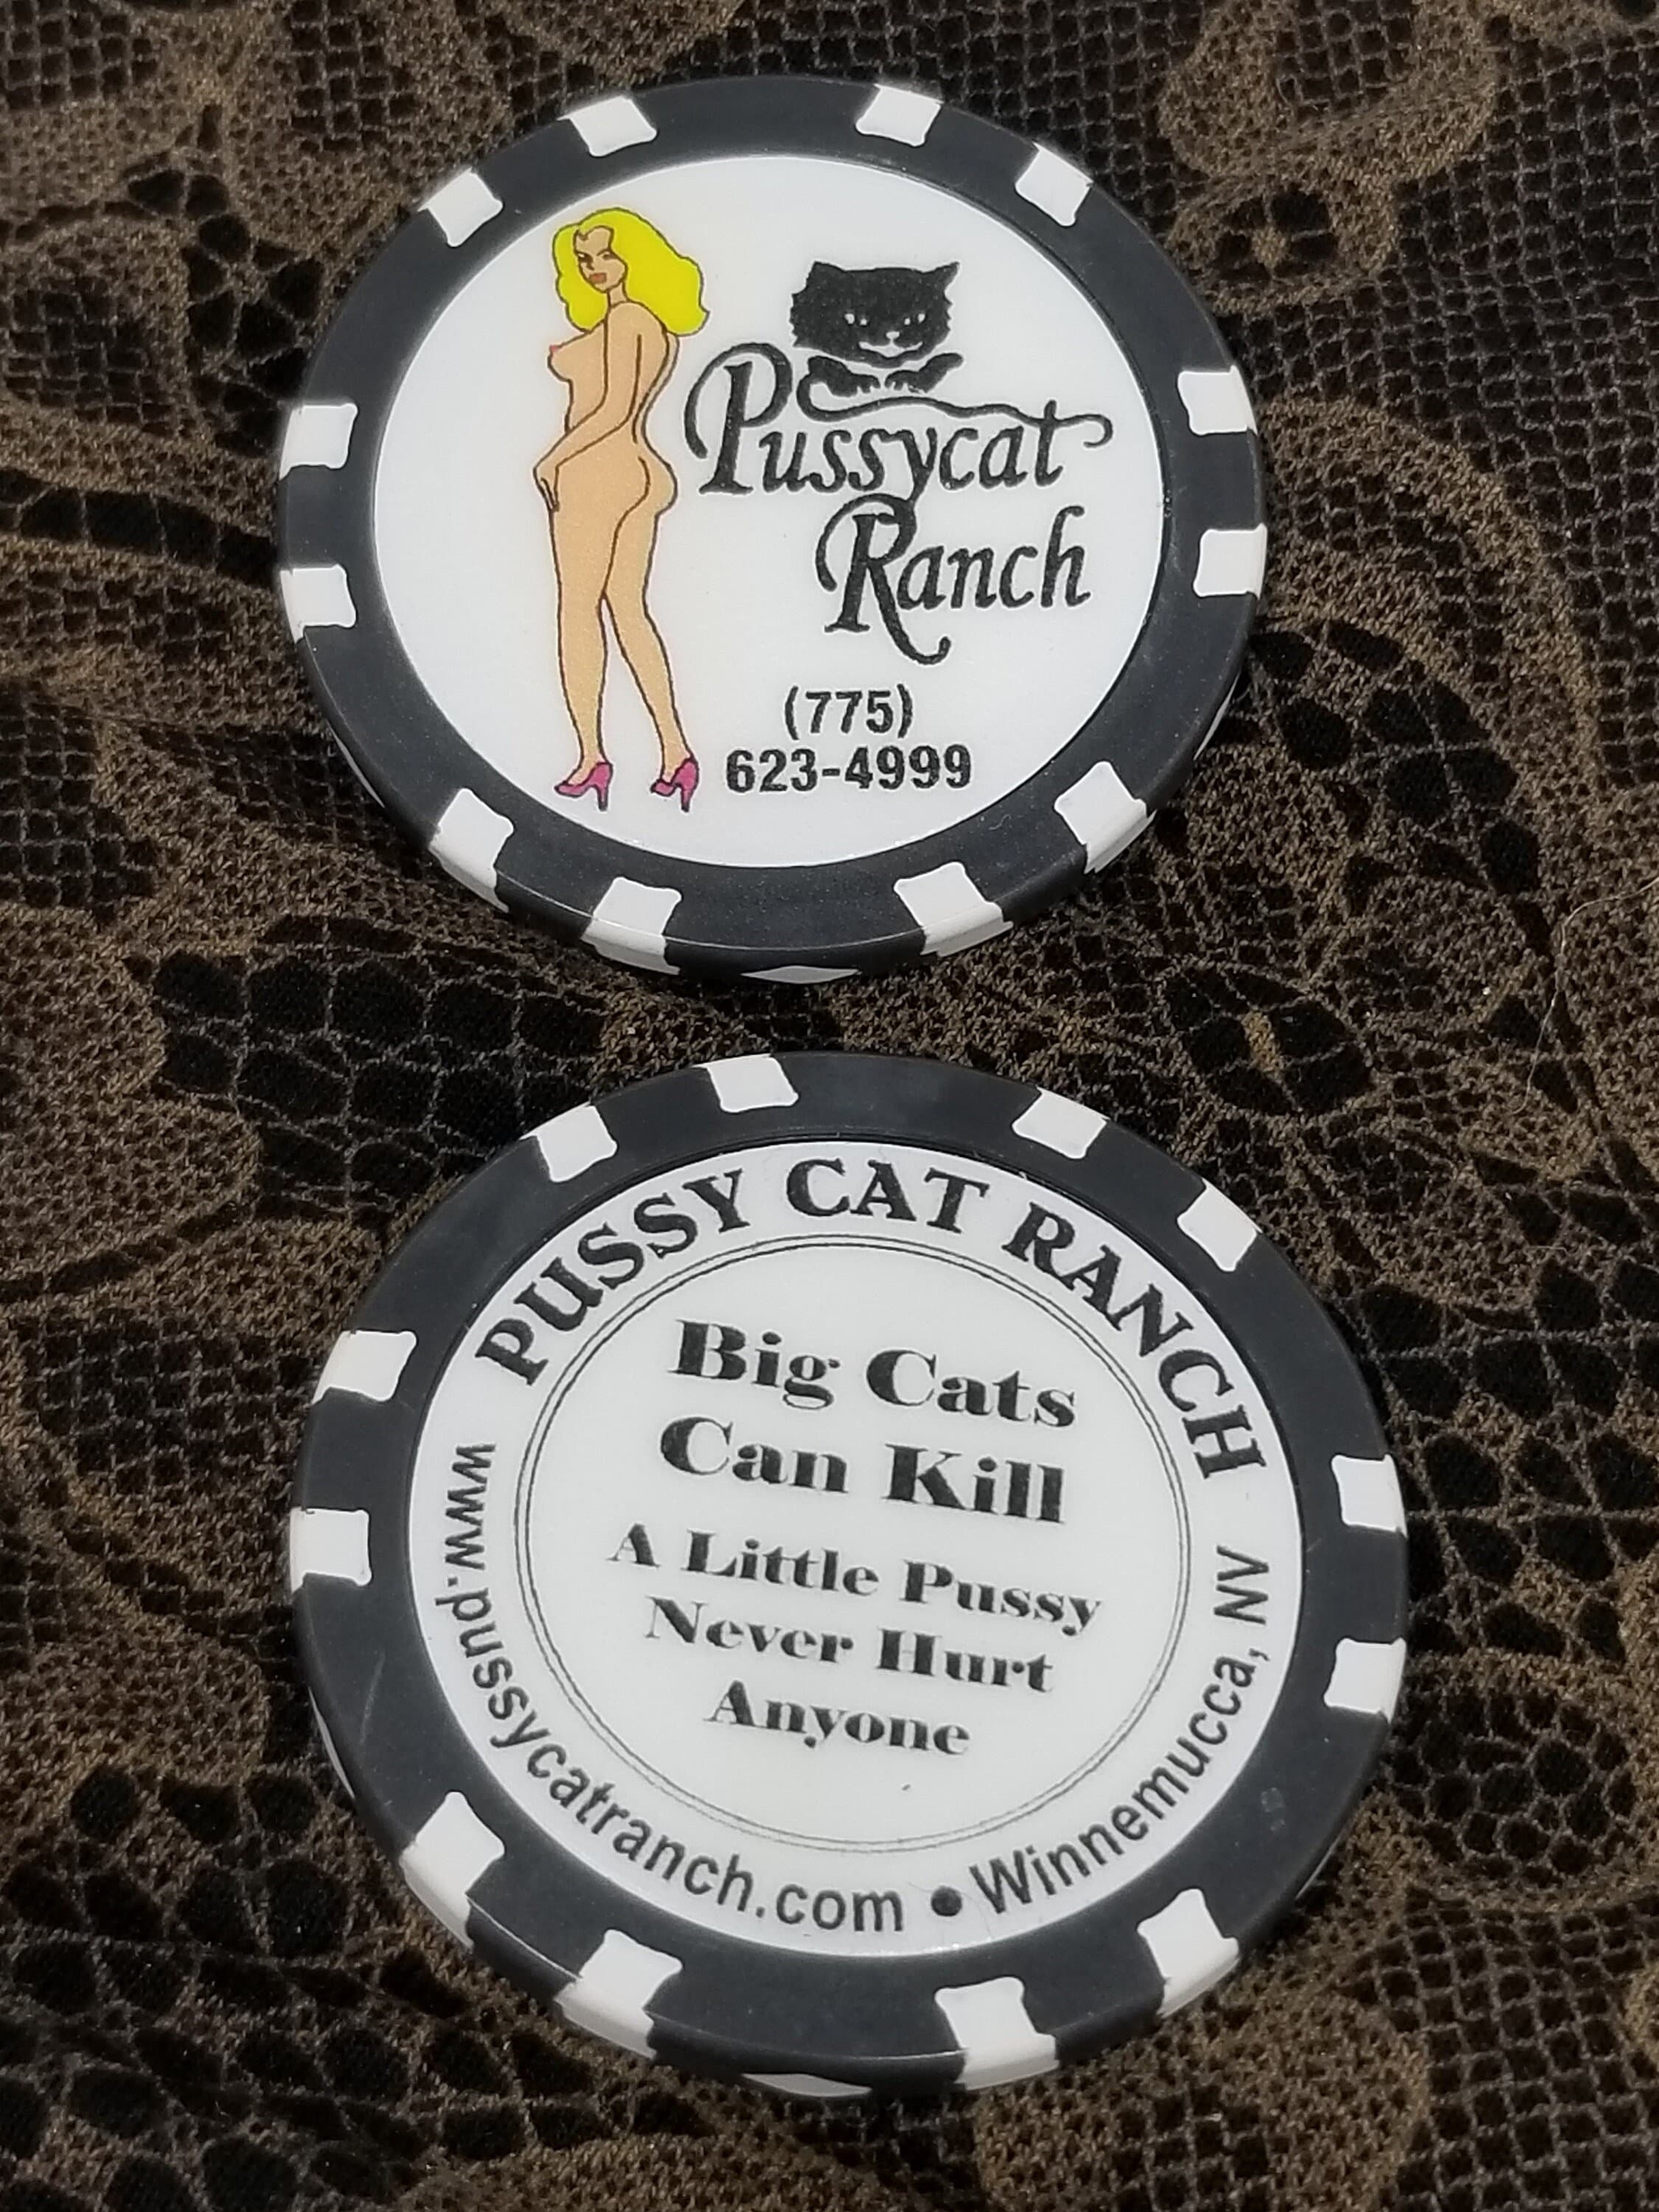 Pussycat
Ranch
(775)
623-4999
PUSSY CAT RANCH
Big Cats
Can Kill
A Little Pussy
Never Hurt
Anyone
www.pussycatranch.com • Winnemucca, NV